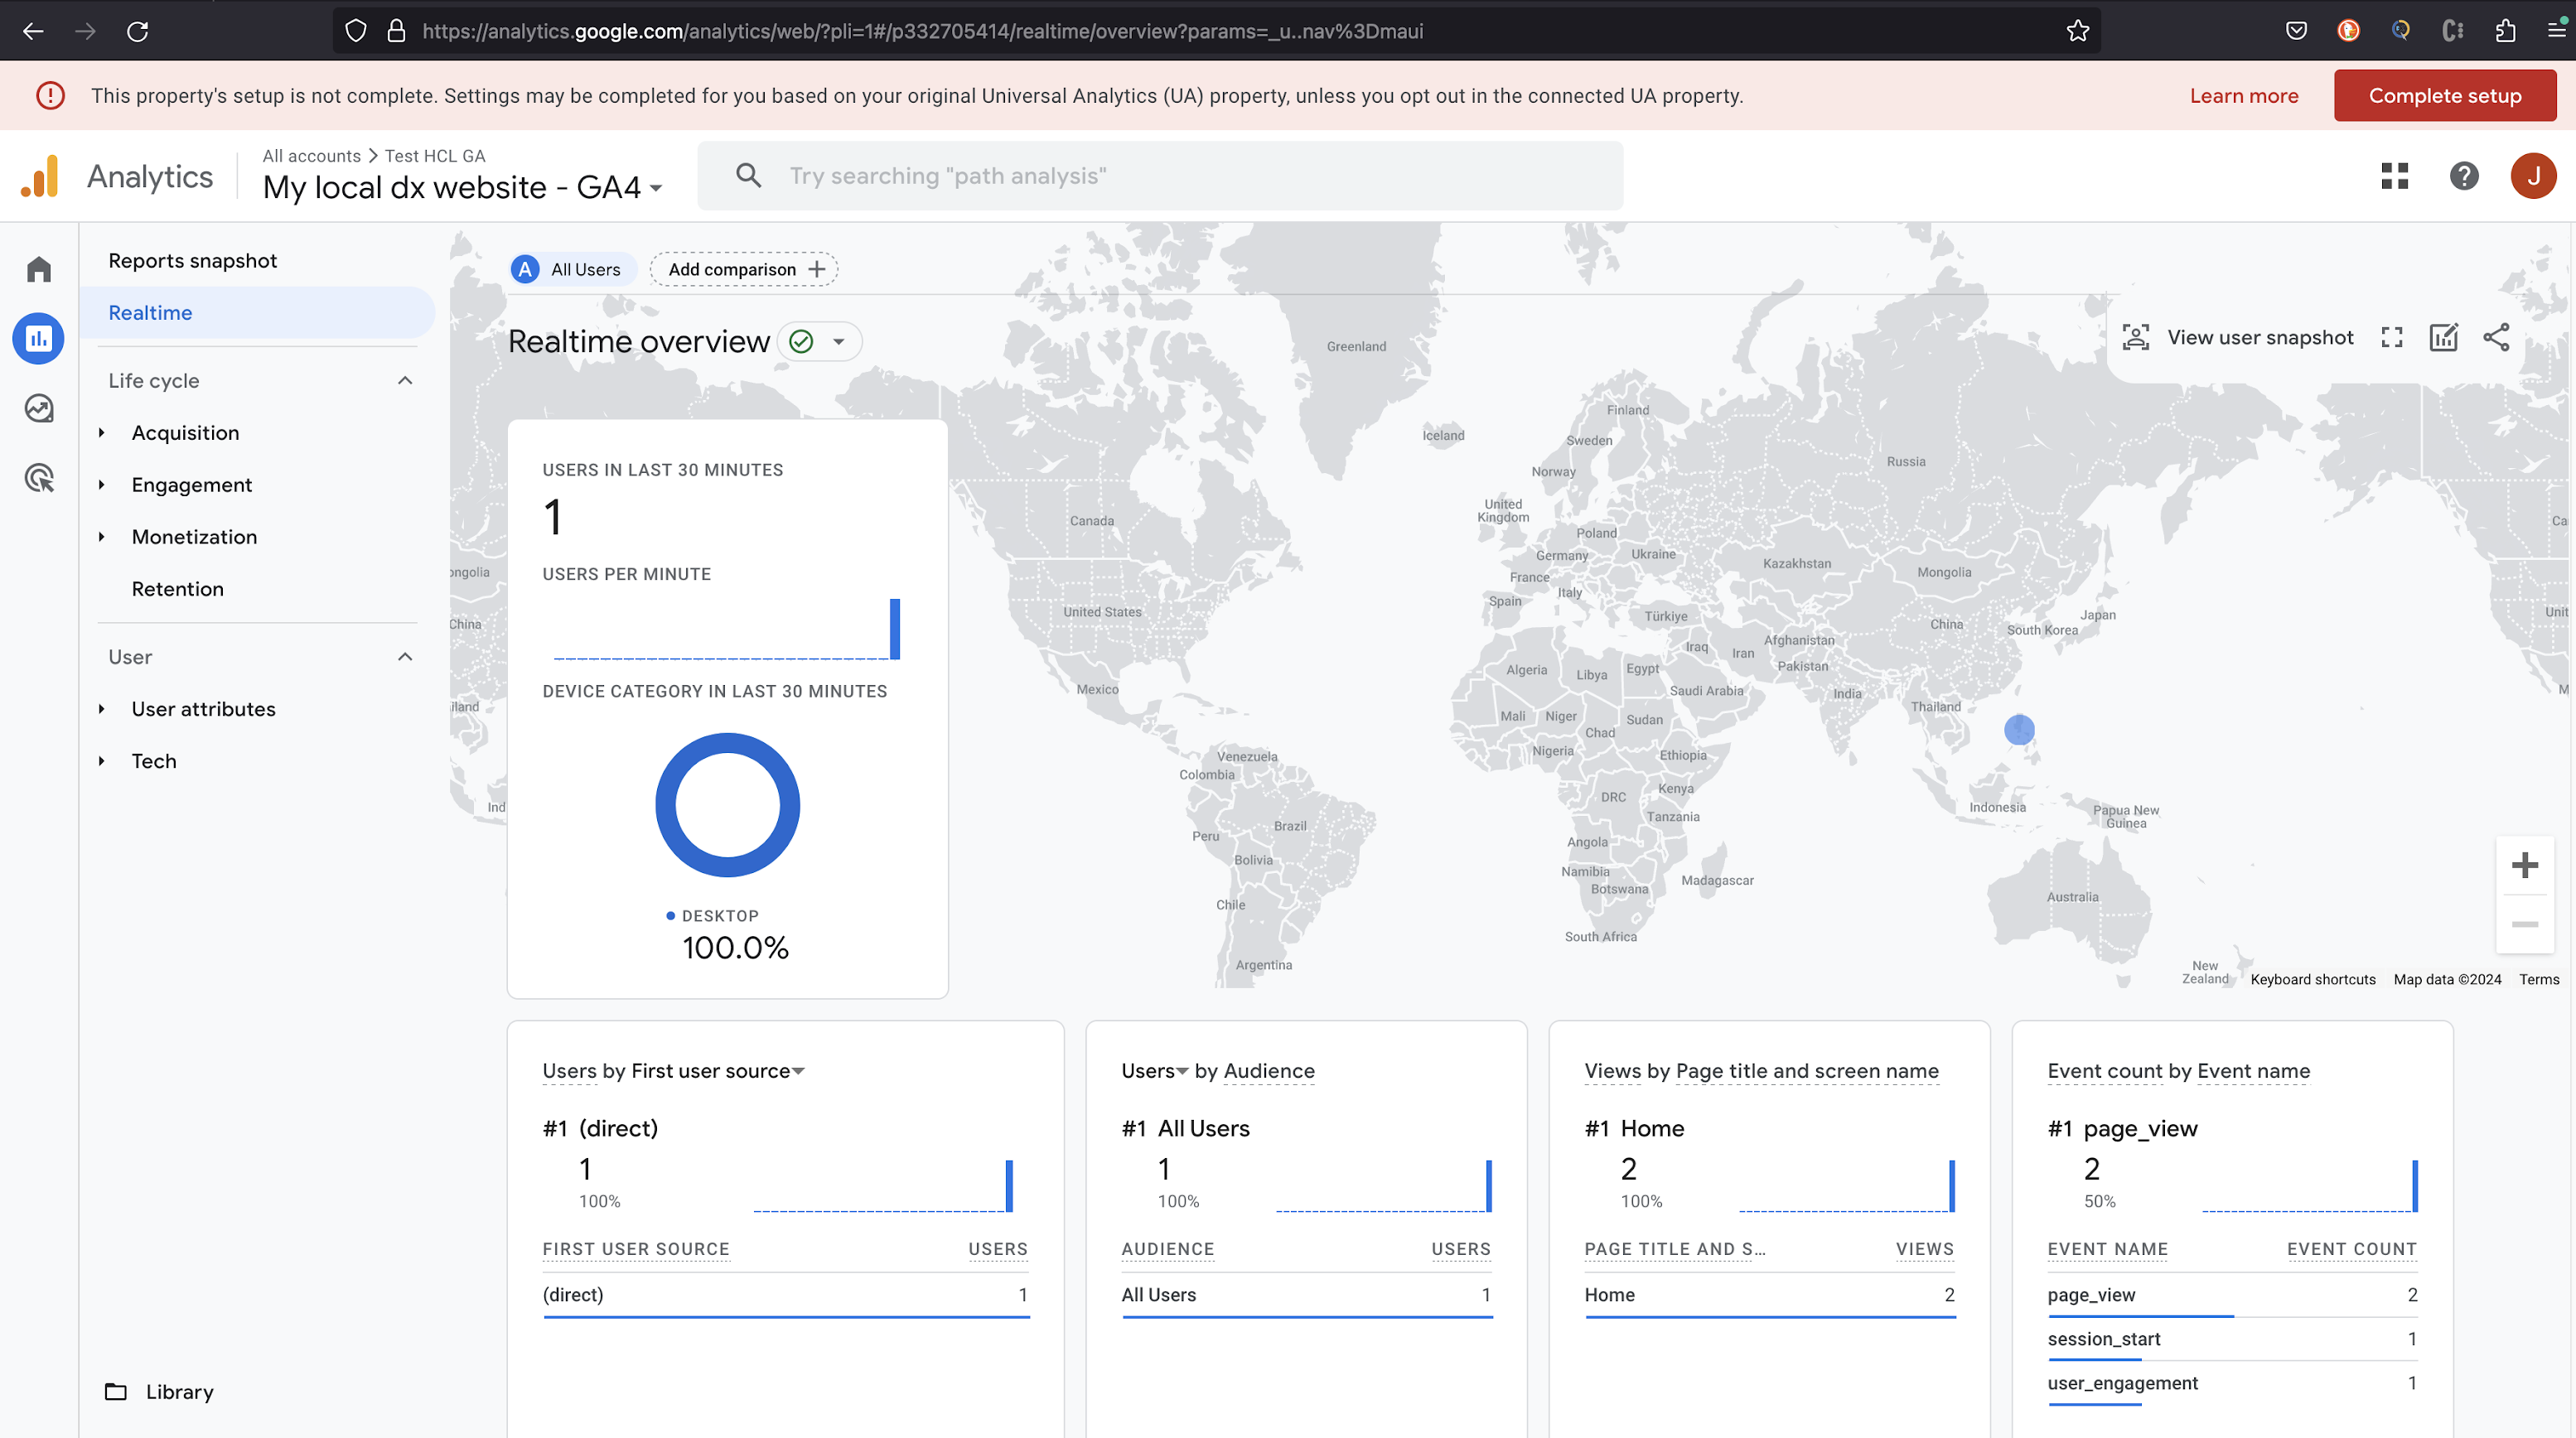 https://analytics.google.com/analytics/web/?pli=1#/p332705414/realtime/overview?params=_u..nav%3Dmaui
This property's setup is not complete. Settings may be completed for you based on your original Universal Analytics (UA) property, unless you opt out in the connected UA property.
Learn more
Complete setup
Analytics
All accounts > Test HCL GA
My local dx website - GA4
Try searching "path analysis"
J
Reports snapshot
Realtime
Life cycle
Acquisition
Engagement
Monetization
Retention
User
User attributes
Tech
Library
A All Users
Add comparison
Realtime overview
View user snapshot
USERS IN LAST 30 MINUTES
1
USERS PER MINUTE
DEVICE CATEGORY IN LAST 30 MINUTES
DESKTOP
100.0%
Greenland
Iceland
Finland
Sweden
Norway
Russia
United
Kingdom
Poland
Germany
Ukraine
France
Italy
Spain
Kazakhstan
Mongolia
Türkiye
China
South Korea
Japan
Iraq
Iran
Afghanistan
Pakistan
Algeria
Libya
Egypt
Saudi Arabia
India
Thailand
Mali
Niger
Chad
Sudan
Nigeria
Ethiopia
DRC
Kenya
Tanzania
Angola
Namibia
Botswana
Madagascar
South Africa
Indonesia
Papua New
Guinea
Australia
New
Zealand
Canada
United States
Mexico
Venezuela
Colombia
Peru
Brazil
Bolivia
Chile
Argentina
ongolia
China
iland
Ind
Ca
Unit
M
Keyboard shortcuts
Map data ©2024
Terms
Users by First user source
#1 (direct)
1
100%
FIRST USER SOURCE USERS
(direct) 1
Users by Audience
#1 All Users
1
100%
AUDIENCE USERS
All Users 1
Views by Page title and screen name
#1 Home
2
100%
PAGE TITLE AND S... VIEWS
Home 2
Event count by Event name
#1 page_view
2
50%
EVENT NAME EVENT COUNT
page_view 2
session_start 1
user_engagement 1